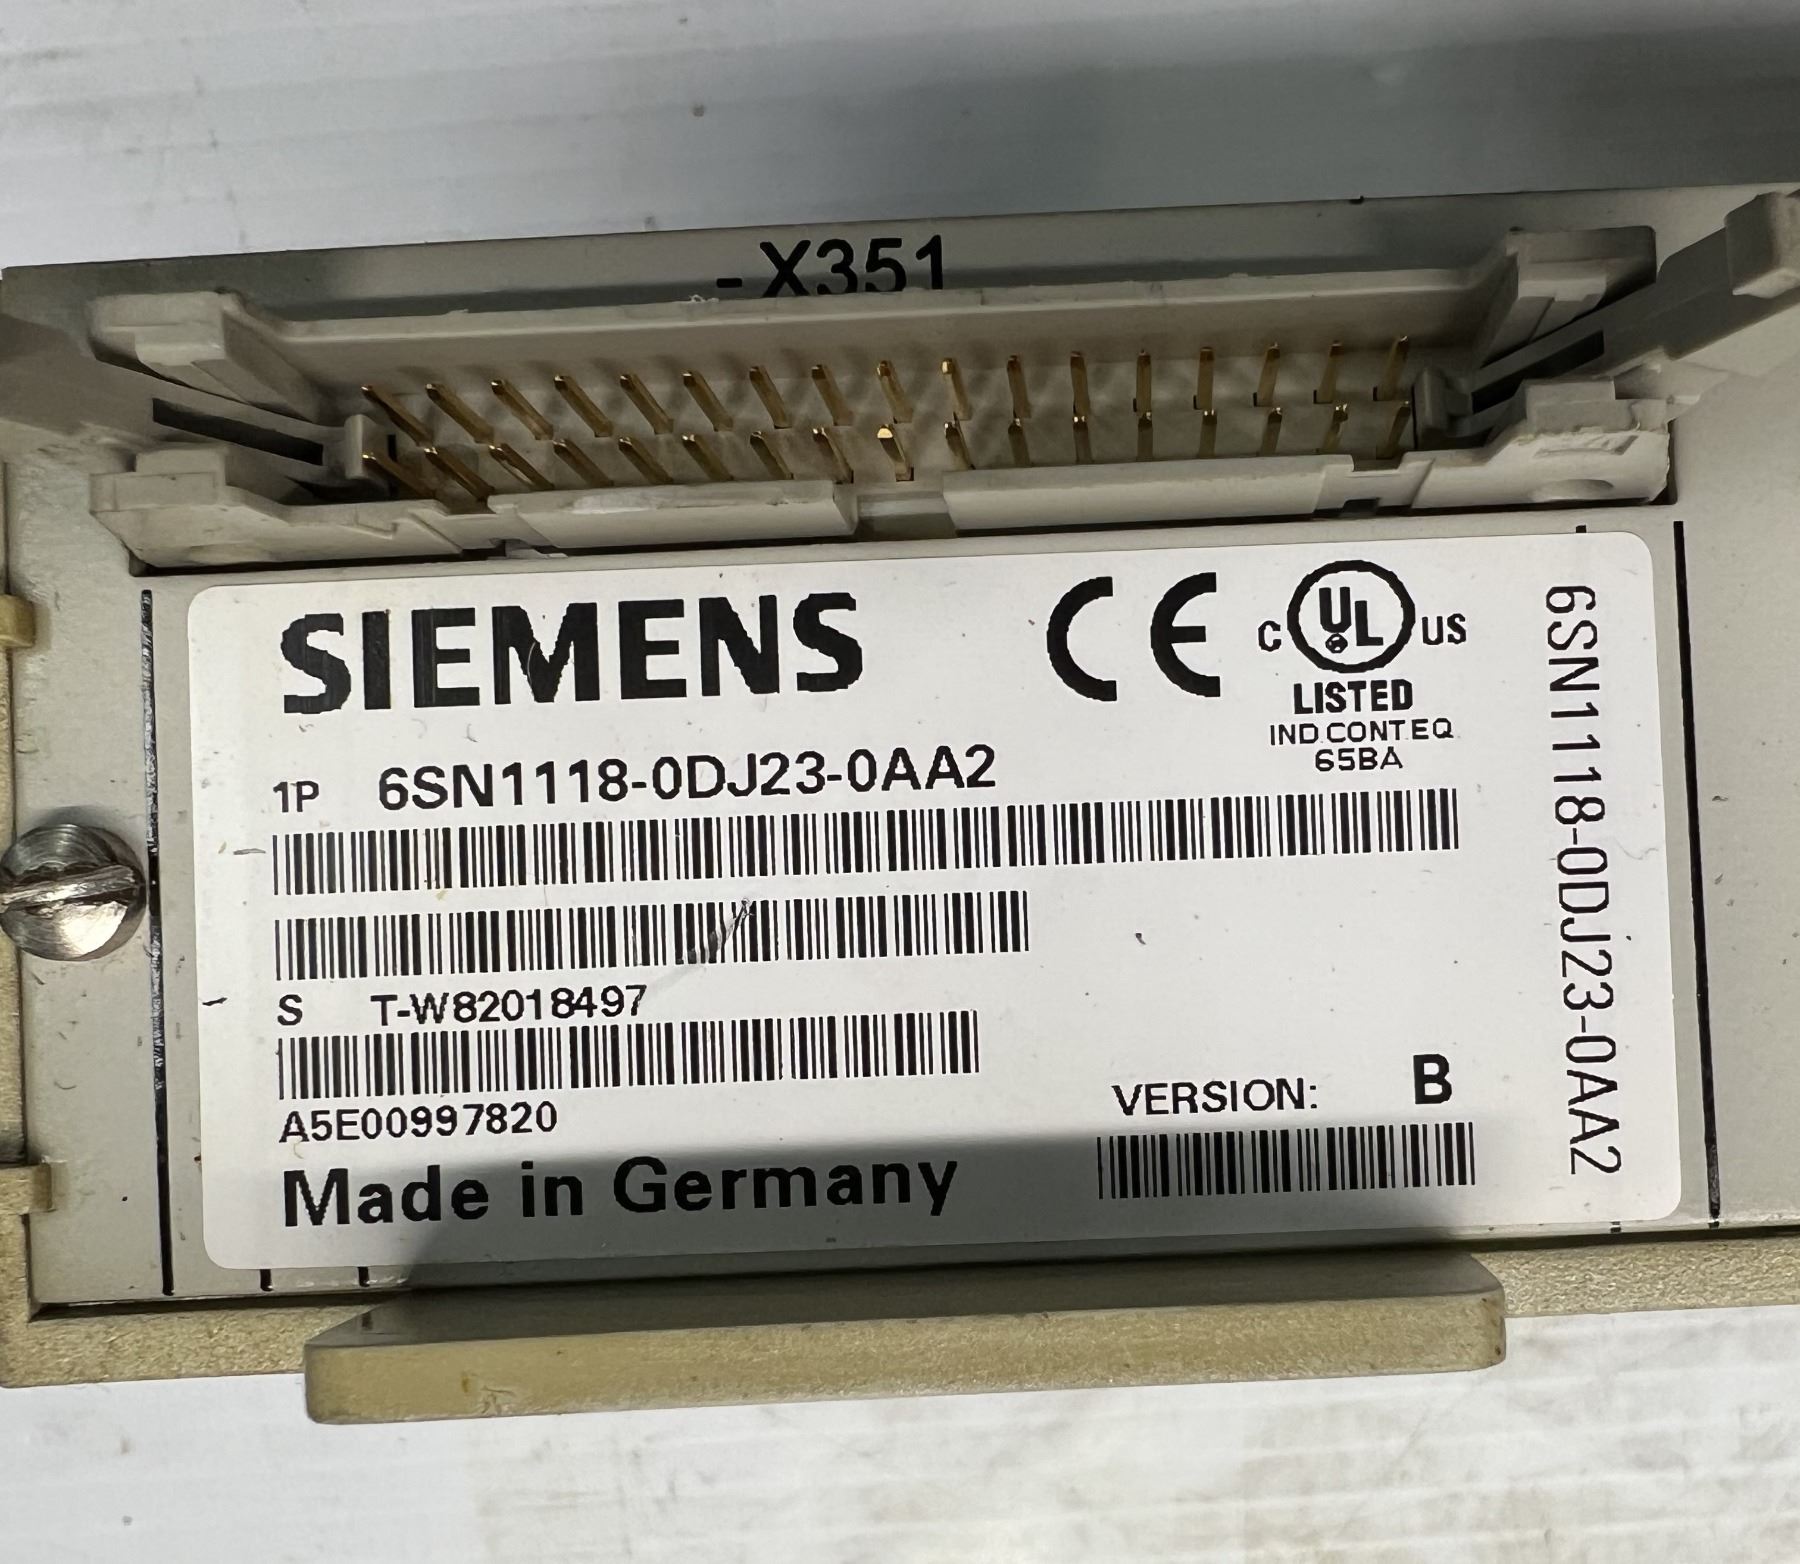 -X351
SIEMENS
CE
C UL US
LISTED
IND.CONT.EQ
65BA
1P 6SN1118-0DJ23-0AA2
S T-W82018497
A5E00997820
VERSION: B
Made in Germany
6SN1118-0DJ23-0AA2